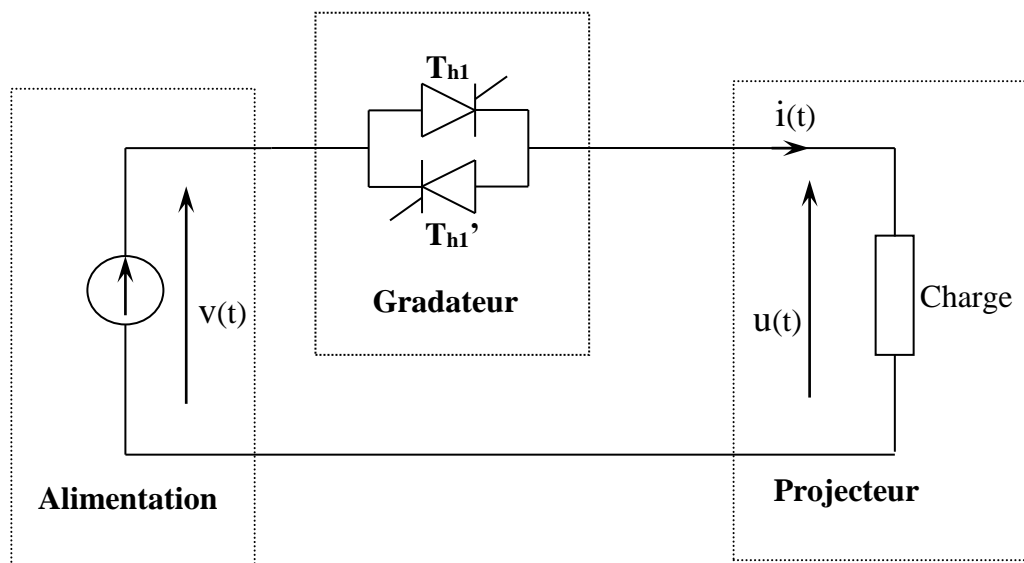 Th1
i(t)
Th1’
Gradateur
v(t)
u(t)
Charge
Alimentation
Projecteur